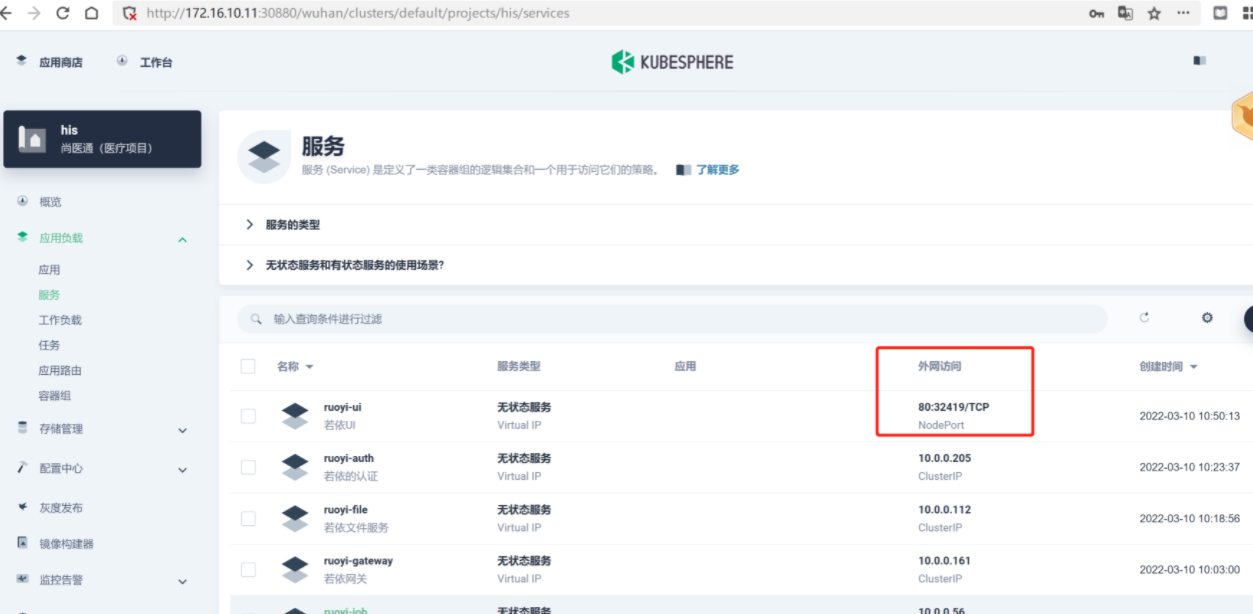 http://172.16.10.11:30880/wuhan/clusters/default/projects/his/services
应用商店
工作台
KUBESPHERE
his
尚医通（医疗项目）
概览
应用负载
应用
服务
工作负载
任务
应用路由
容器组
存储管理
配置中心
灰度发布
镜像构建器
监控告警
服务
服务 (Service) 是定义了一类容器组的逻辑集合和一个用于访问它们的策略。 了解更多
服务的类型
无状态服务和有状态服务的使用场景?
输入查询条件进行过滤
名称 服务类型 应用 外网访问 创建时间
ruoyi-ui 无状态服务 80:32419/TCP 2022-03-10 10:50:13
若依UI Virtual IP NodePort
ruoyi-auth 无状态服务 10.0.0.205 2022-03-10 10:23:37
若依的认证 Virtual IP ClusterIP
ruoyi-file 无状态服务 10.0.0.112 2022-03-10 10:18:56
若依文件服务 Virtual IP ClusterIP
ruoyi-gateway 无状态服务 10.0.0.161 2022-03-10 10:03:00
若依网关 Virtual IP ClusterIP
ruoyi-job 无状态服务 10.0.0.56